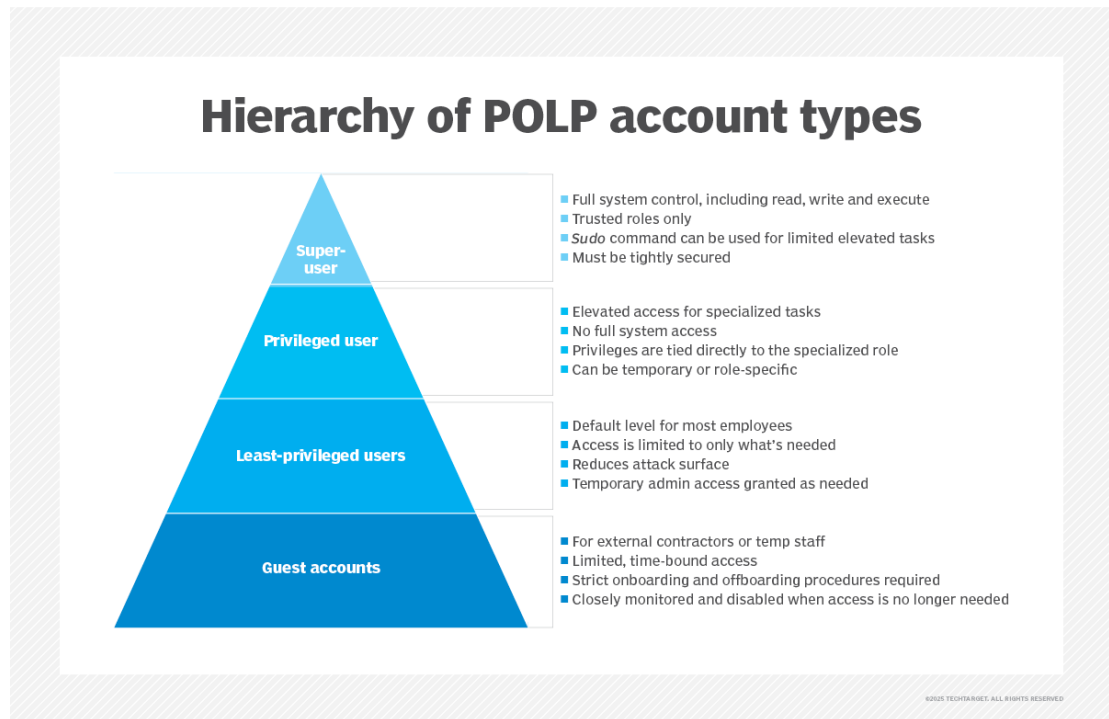 Hierarchy of POLP account types
Super-
user
Full system control, including read, write and execute
Trusted roles only
Sudo command can be used for limited elevated tasks
Must be tightly secured
Privileged user
Elevated access for specialized tasks
No full system access
Privileges are tied directly to the specialized role
Can be temporary or role-specific
Least-privileged users
Default level for most employees
Access is limited to only what's needed
Reduces attack surface
Temporary admin access granted as needed
Guest accounts
For external contractors or temp staff
Limited, time-bound access
Strict onboarding and offboarding procedures required
Closely monitored and disabled when access is no longer needed
©2025 TECHTARGET. ALL RIGHTS RESERVED